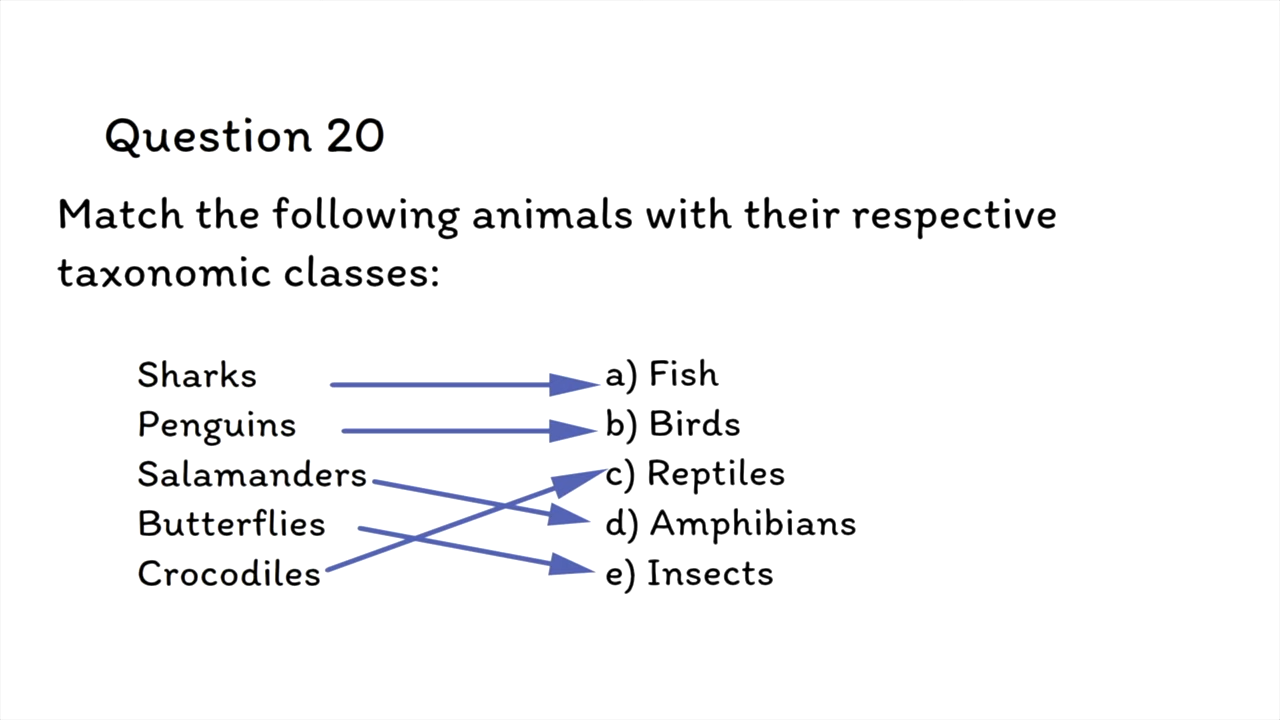 Question 20
Match the following animals with their respective
taxonomic classes:
Sharks a) Fish
Penguins b) Birds
Salamanders c) Reptiles
Butterflies d) Amphibians
Crocodiles e) Insects